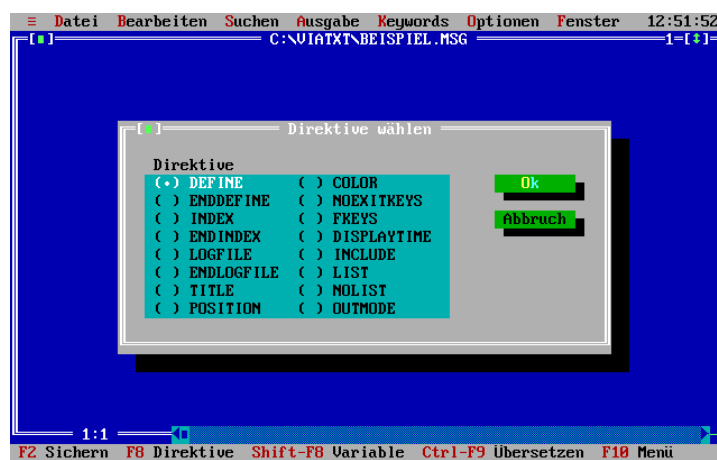 ≡ Datei Bearbeiten Suchen Ausgabe Keywords Optionen Fenster 12:51:52
[■] C:\VIATXT\BEISPIEL.MSG 1=[↕]
[■] Direktive wählen
Direktive
(•) DEFINE ( ) COLOR Ok
( ) ENDDEFINE ( ) NOEXITKEYS
( ) INDEX ( ) FKEYS Abbruch
( ) ENDINDEX ( ) DISPLAYTIME
( ) LOGFILE ( ) INCLUDE
( ) ENDLOGFILE ( ) LIST
( ) TITLE ( ) NOLIST
( ) POSITION ( ) OUTMODE
1:1
F2 Sichern F8 Direktive Shift-F8 Variable Ctrl-F9 Übersetzen F10 Menü